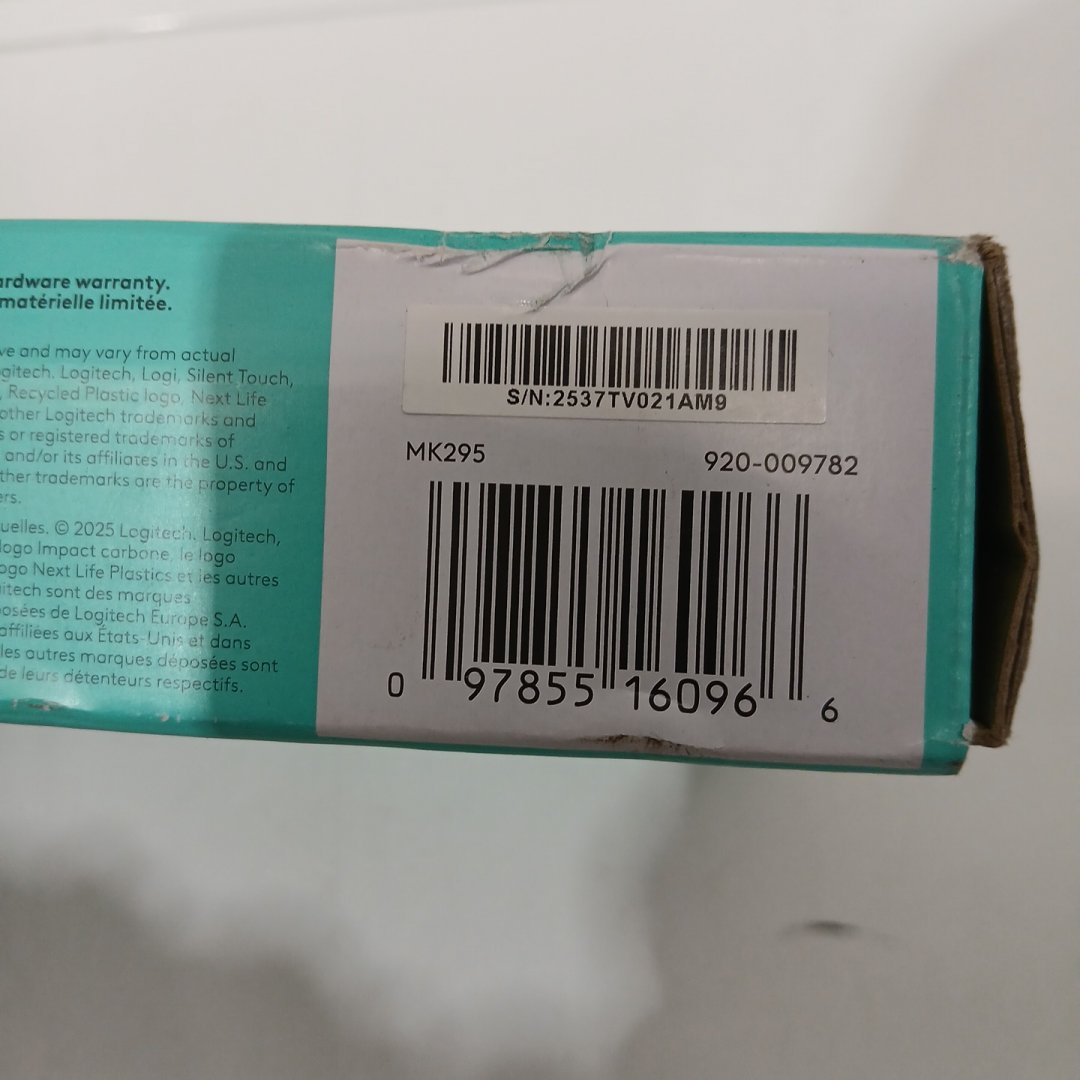 ardware warranty.
matérielle limitée.
ve and may vary from actual
gitech. Logitech, Logi, Silent Touch,
, Recycled Plastic logo, Next Life
other Logitech trademarks and
s or registered trademarks of
and/or its affiliates in the U.S. and
ther trademarks are the property of
ers.
uelles. © 2025 Logitech. Logitech,
logo Impact carbone, le logo
ogo Next Life Plastics et les autres
itech sont des marques
osées de Logitech Europe S.A.
affiliées aux États-Unis et dans
les autres marques déposées sont
de leurs détenteurs respectifs.
S/N:2537TV021AM9
MK295 920-009782
0 97855 16096 6